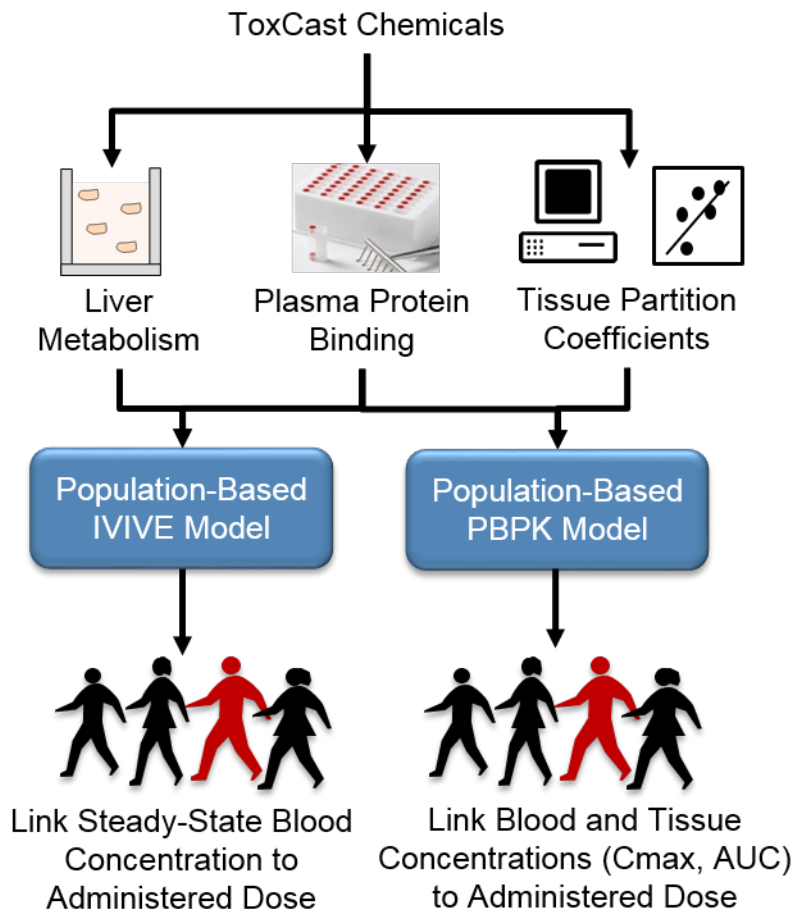 ToxCast Chemicals
Liver
Metabolism
Plasma Protein
Binding
Tissue Partition
Coefficients
Population-Based
IVIVE Model
Population-Based
PBPK Model
Link Steady-State Blood
Concentration to
Administered Dose
Link Blood and Tissue
Concentrations (Cmax, AUC)
to Administered Dose